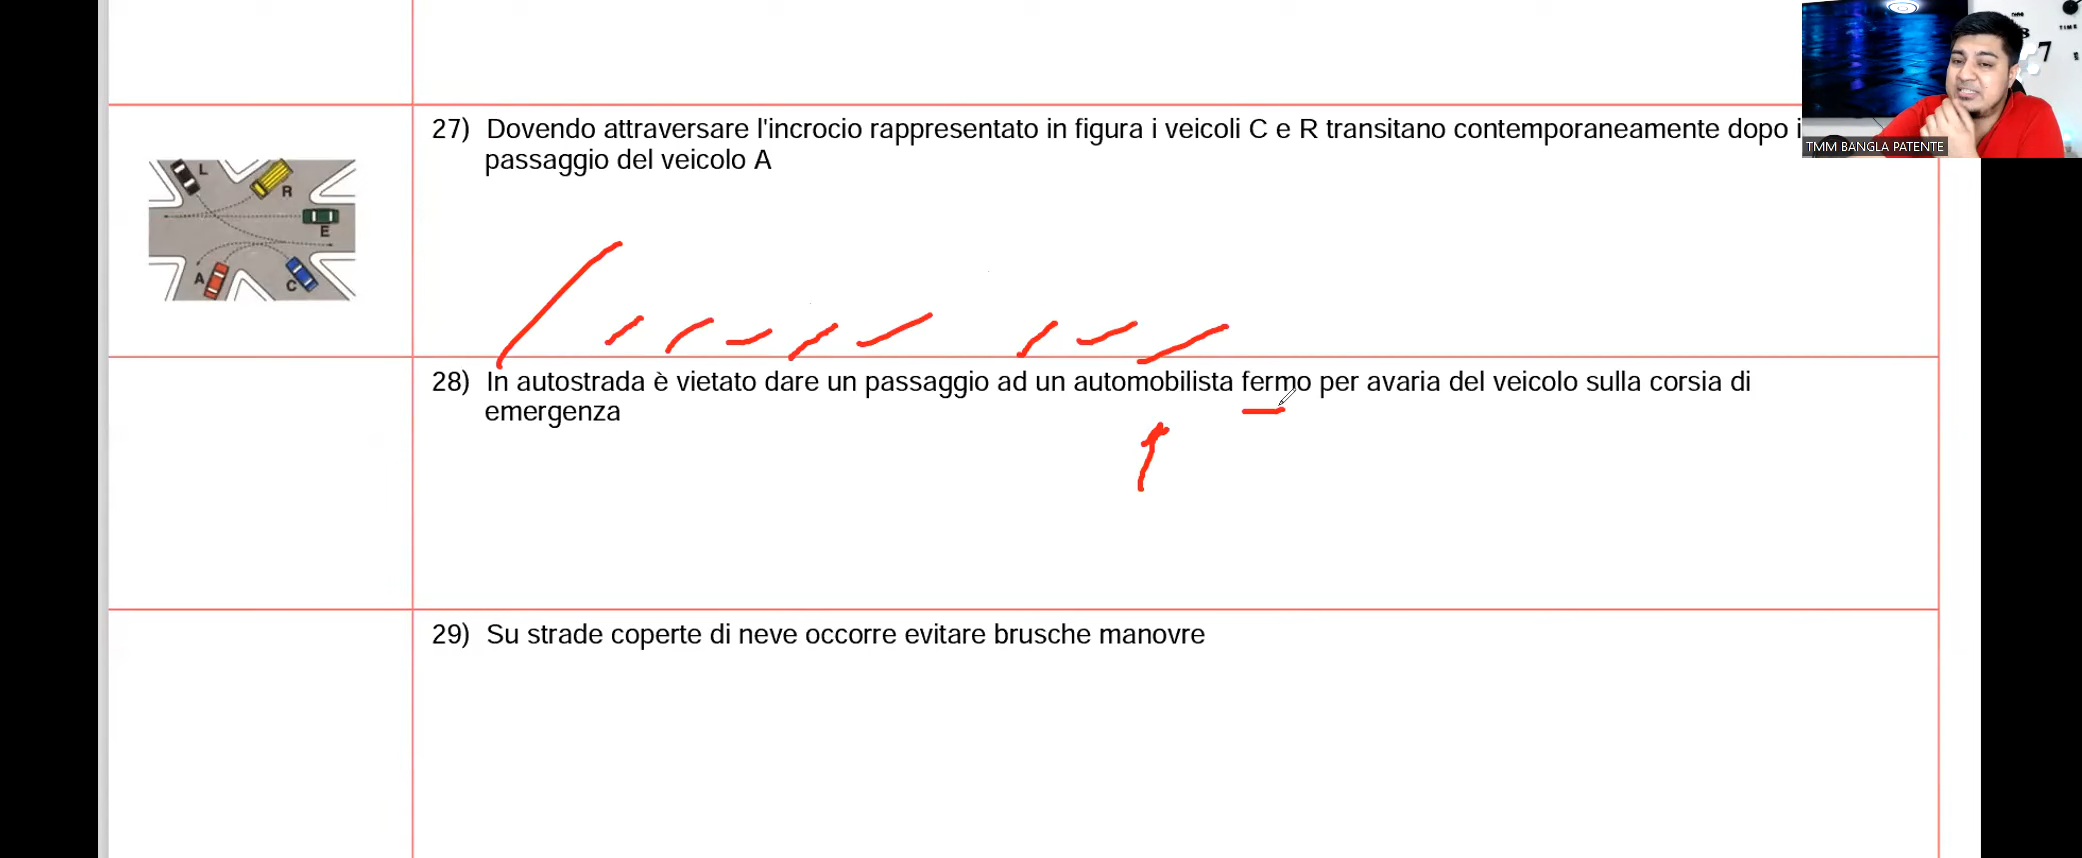 27) Dovendo attraversare l'incrocio rappresentato in figura i veicoli C e R transitano contemporaneamente dopo i
passaggio del veicolo A
L
R
E
A
C
28) In autostrada è vietato dare un passaggio ad un automobilista fermo per avaria del veicolo sulla corsia di
emergenza
29) Su strade coperte di neve occorre evitare brusche manovre
TIME
7
TMM BANGLA PATENTE